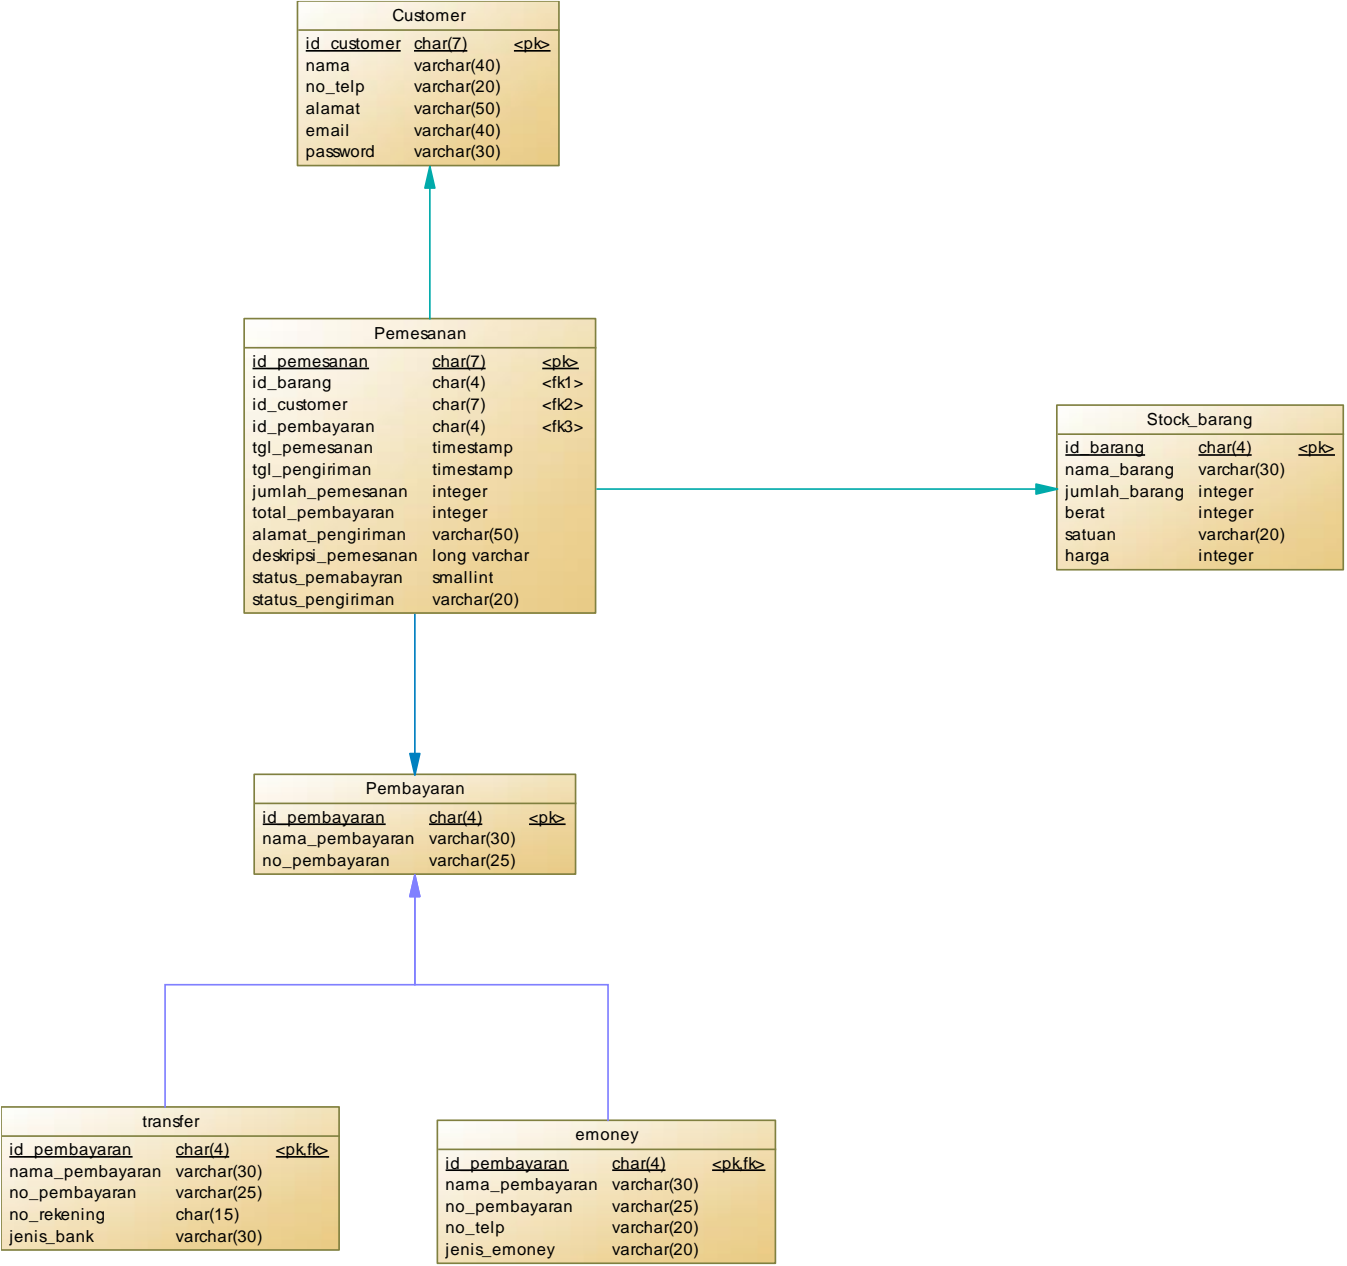 Customer
id_customer char(7) <pk>
nama varchar(40)
no_telp varchar(20)
alamat varchar(50)
email varchar(40)
password varchar(30)
Pemesanan
id_pemesanan char(7) <pk>
id_barang char(4) <fk1>
id_customer char(7) <fk2>
id_pembayaran char(4) <fk3>
tgl_pemesanan timestamp
tgl_pengiriman timestamp
jumlah_pemesanan integer
total_pembayaran integer
alamat_pengiriman varchar(50)
deskripsi_pemesanan long varchar
status_pemabayran smallint
status_pengiriman varchar(20)
Stock_barang
id_barang char(4) <pk>
nama_barang varchar(30)
jumlah_barang integer
berat integer
satuan varchar(20)
harga integer
Pembayaran
id_pembayaran char(4) <pk>
nama_pembayaran varchar(30)
no_pembayaran varchar(25)
transfer
id_pembayaran char(4) <pk,fk>
nama_pembayaran varchar(30)
no_pembayaran varchar(25)
no_rekening char(15)
jenis_bank varchar(30)
emoney
id_pembayaran char(4) <pk,fk>
nama_pembayaran varchar(30)
no_pembayaran varchar(25)
no_telp varchar(20)
jenis_emoney varchar(20)